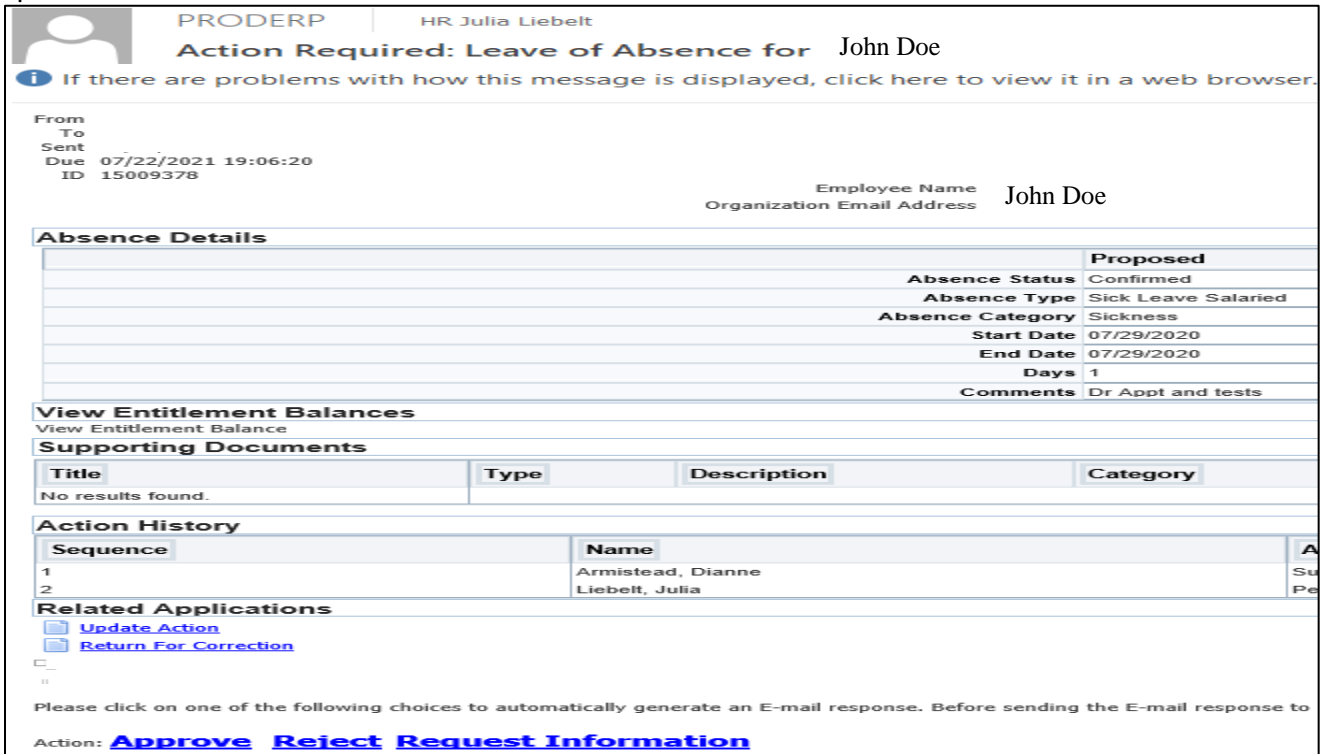 PRODERP HR Julia Liebelt
Action Required: Leave of Absence for John Doe
If there are problems with how this message is displayed, click here to view it in a web browser.
From
To
Sent
Due 07/22/2021 19:06:20
ID 15009378
Employee Name John Doe
Organization Email Address
Absence Details
Proposed
Absence Status Confirmed
Absence Type Sick Leave Salaried
Absence Category Sickness
Start Date 07/29/2020
End Date 07/29/2020
Days 1
Comments Dr Appt and tests
View Entitlement Balances
View Entitlement Balance
Supporting Documents
Title Type Description Category
No results found.
Action History
Sequence Name A
1 Armistead, Dianne Su
2 Liebelt, Julia Pe
Related Applications
Update Action
Return For Correction
Please click on one of the following choices to automatically generate an E-mail response. Before sending the E-mail response to
Action: Approve Reject Request Information